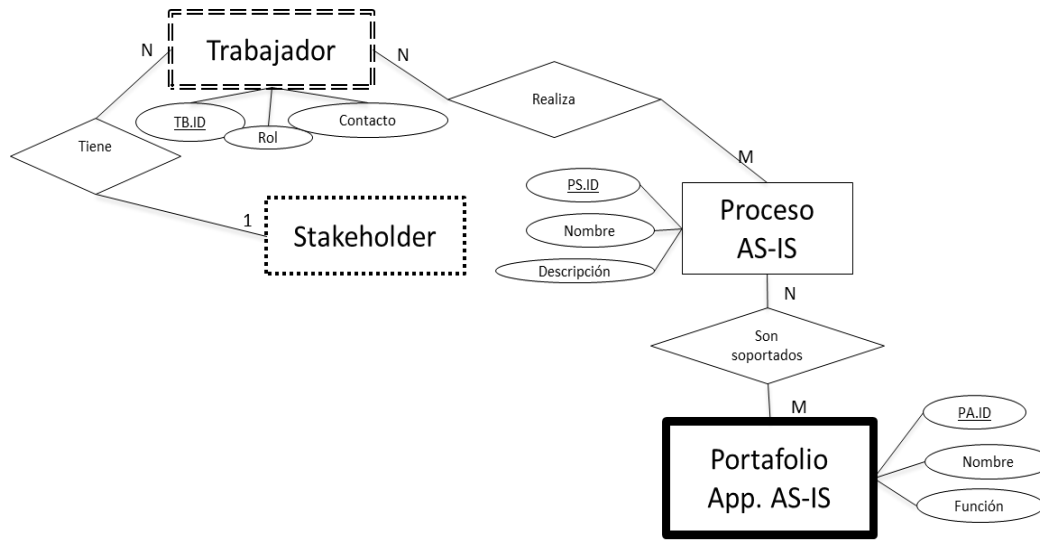 N
Trabajador
N
TB.ID
Rol
Contacto
Realiza
Tiene
M
1
Stakeholder
PS.ID
Nombre
Descripción
Proceso
AS-IS
N
Son
soportados
M
Portafolio
App. AS-IS
PA.ID
Nombre
Función